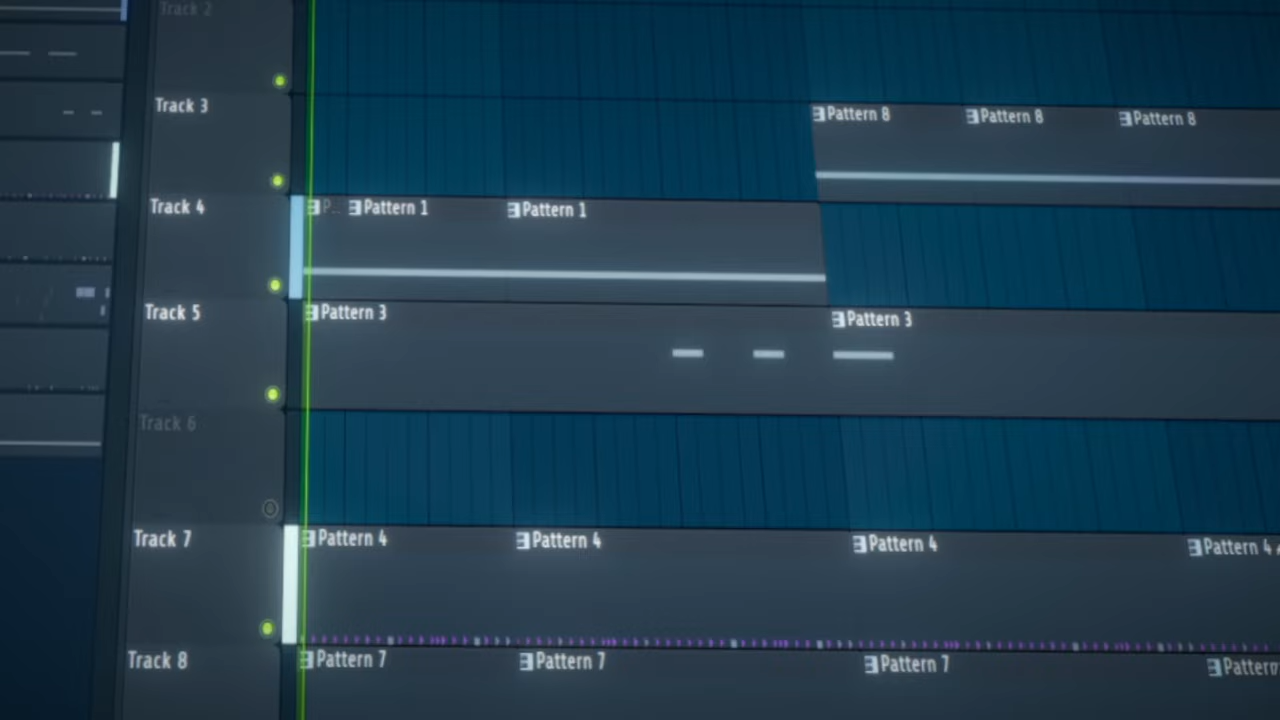 Track 2
Track 3
Pattern 8 Pattern 8 Pattern 8
Track 4
P.. Pattern 1 Pattern 1
Track 5
Pattern 3 Pattern 3
Track 6
Track 7
Pattern 4 Pattern 4 Pattern 4 Pattern 4
Track 8
Pattern 7 Pattern 7 Pattern 7 Pattern